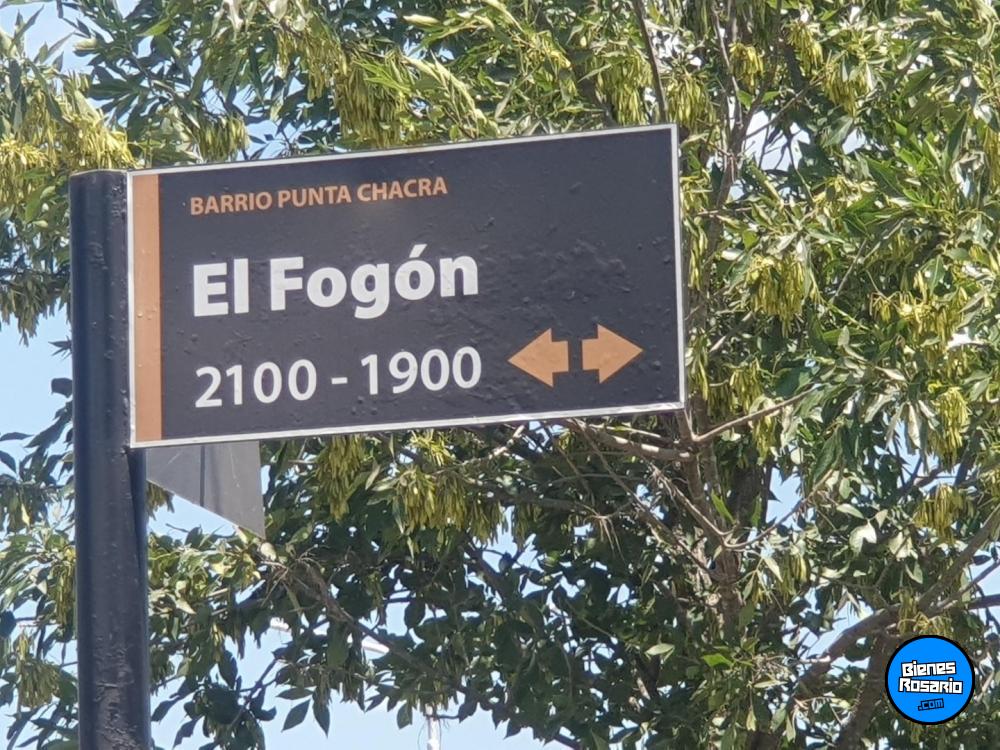 BARRIO PUNTA CHACRA
El Fogón
2100 - 1900
Bienes
Rosario
.com